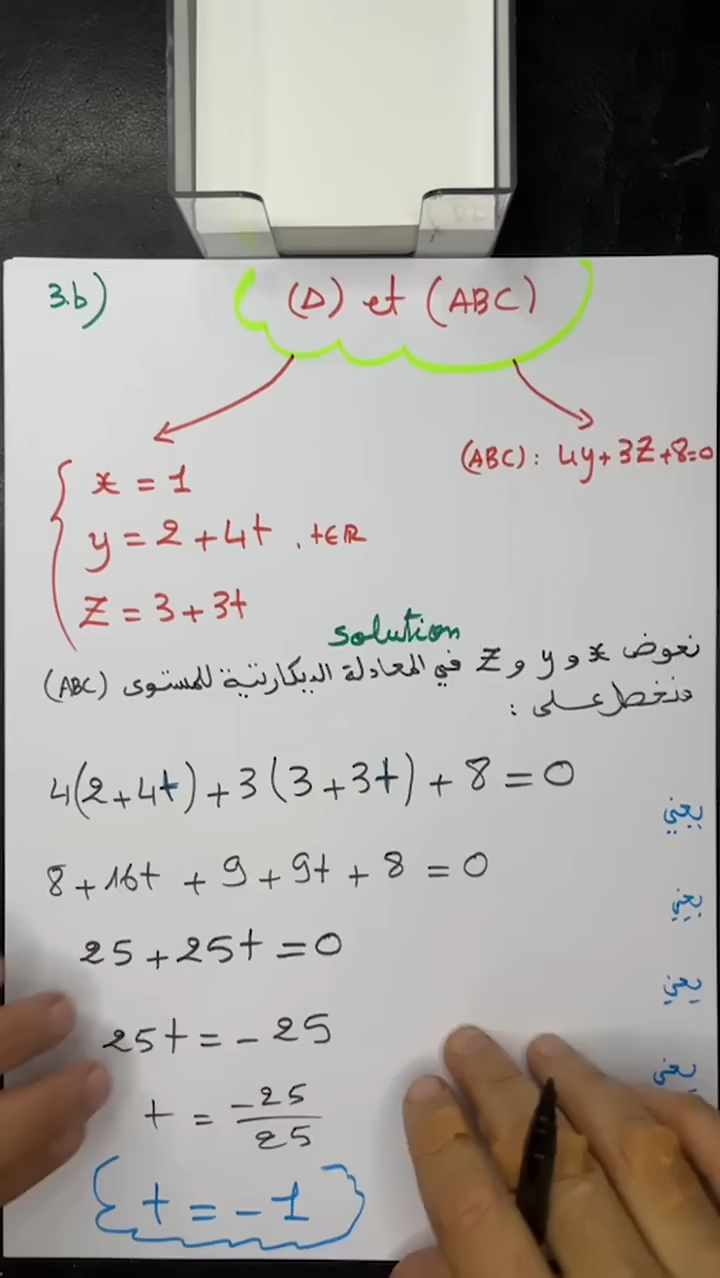 3.b)
(D) et (ABC)
(ABC): 4y+3Z+8=0
x = 1
y = 2+4t , t∈R
Z = 3+3t
solution
نعوض x و y و Z في المعادلة الديكارتية للمستوى (ABC)
ونحصل على :
4(2+4t)+3(3+3t)+8=0
يعني
8+16t+9+9t+8=0
يعني
25+25t=0
يعني
25t=-25
يعني
t = -25/25
t = -1